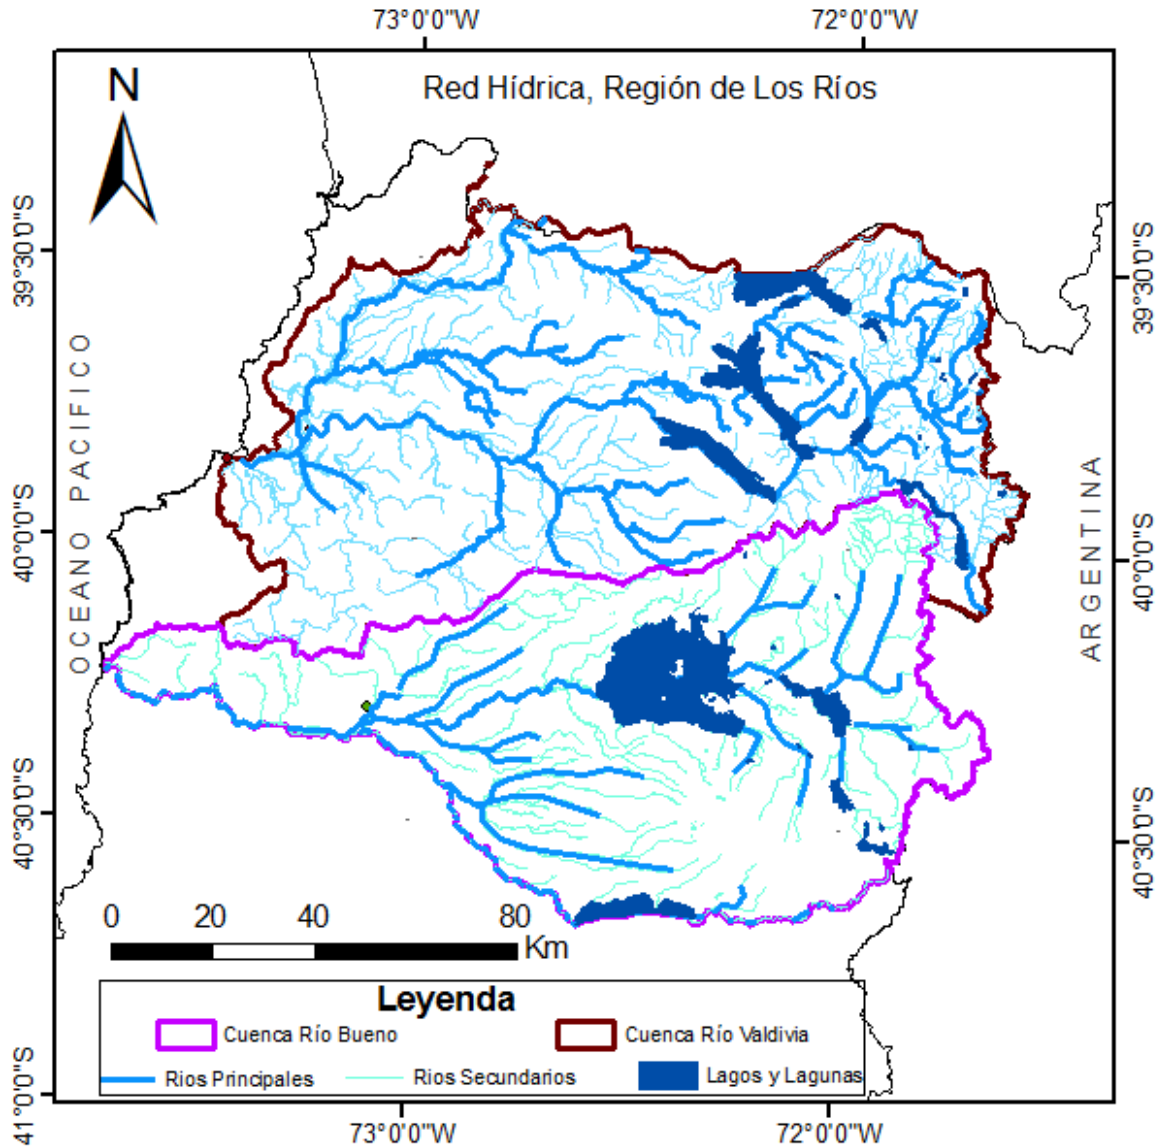 73°0'0"W 72°0'0"W
N
Red Hídrica, Región de Los Ríos
39°30'0"S
39°30'0"S
OCEANO PACIFICO
ARGENTINA
40°0'0"S
40°0'0"S
40°30'0"S
40°30'0"S
0 20 40 80
Km
Leyenda
Cuenca Río Bueno Cuenca Río Valdivia
Rios Principales Rios Secundarios Lagos y Lagunas
41°0'0"S
73°0'0"W 72°0'0"W